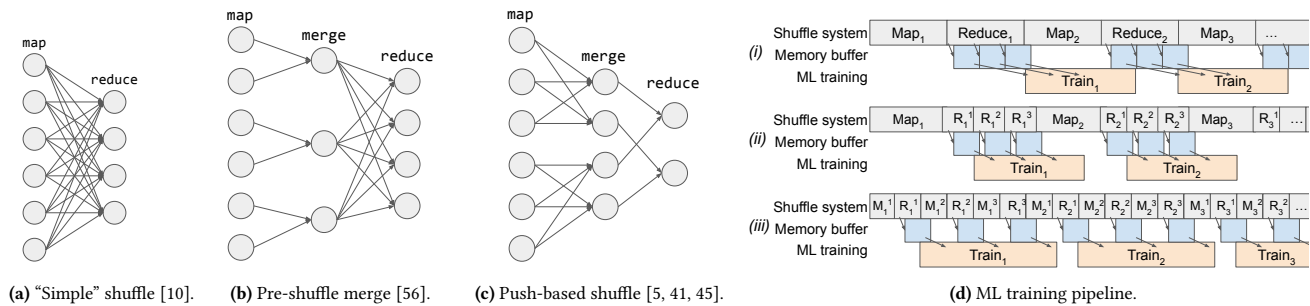 map
reduce
(a) “Simple” shuffle [10].
map
merge
reduce
(b) Pre-shuffle merge [56].
map
merge
reduce
(c) Push-based shuffle [5, 41, 45].
(i)
Shuffle system Map₁ Reduce₁ Map₂ Reduce₂ Map₃ ...
Memory buffer
ML training Train₁ Train₂
(ii)
Shuffle system Map₁ R₁¹ R₁² R₁³ Map₂ R₂¹ R₂² R₂³ Map₃ R₃¹ ...
Memory buffer
ML training Train₁ Train₂
(iii)
Shuffle system M₁¹ R₁¹ M₁² R₁² M₁³ R₁³ M₂¹ R₂¹ M₂² R₂² M₂³ R₂³ M₃¹ R₃¹ M₃² R₃² ...
Memory buffer
ML training Train₁ Train₂ Train₃
(d) ML training pipeline.